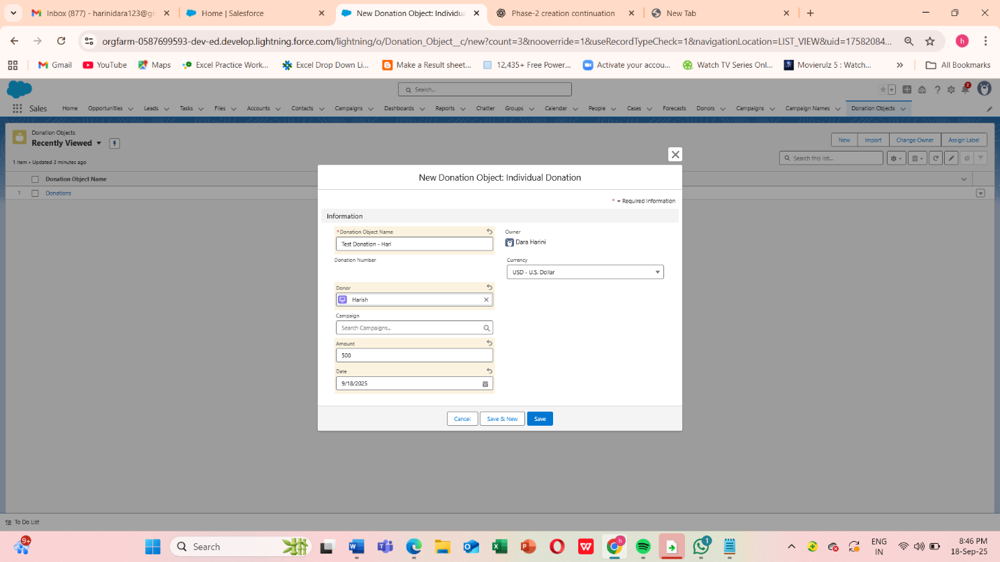 Inbox (877) - harinidara123@gr
Home | Salesforce
New Donation Object: Individua
Phase-2 creation continuation
New Tab
orgfarm-0587699593-dev-ed.develop.lightning.force.com/lightning/o/Donation_Object__c/new?count=3&nooverride=1&useRecordTypeCheck=1&navigationLocation=LIST_VIEW&uid=17582084...
h
Gmail
YouTube
Maps
Excel Practice Work...
Excel Drop Down Li...
Make a Result sheet...
12,435+ Free Power...
Activate your accou...
Watch TV Series Onl...
Movierulz 5 : Watch...
All Bookmarks
Search...
2
Sales
Home
Opportunities
Leads
Tasks
Files
Accounts
Contacts
Campaigns
Dashboards
Reports
Chatter
Groups
Calendar
People
Cases
Forecasts
Donors
Campaigns
Campaign Names
Donation Objects
Donation Objects
Recently Viewed
New
Import
Change Owner
Assign Label
1 item • Updated 3 minutes ago
Search this list...
Donation Object Name
1
Donations
New Donation Object: Individual Donation
* = Required Information
Information
*Donation Object Name
Test Donation - Hari
Owner
Dara Harini
Donation Number
Currency
USD - U.S. Dollar
Donor
Harish
Campaign
Search Campaigns...
Amount
500
Date
9/18/2025
Cancel
Save & New
Save
To Do List
9+
Search
h
1
ENG
IN
8:46 PM
18-Sep-25